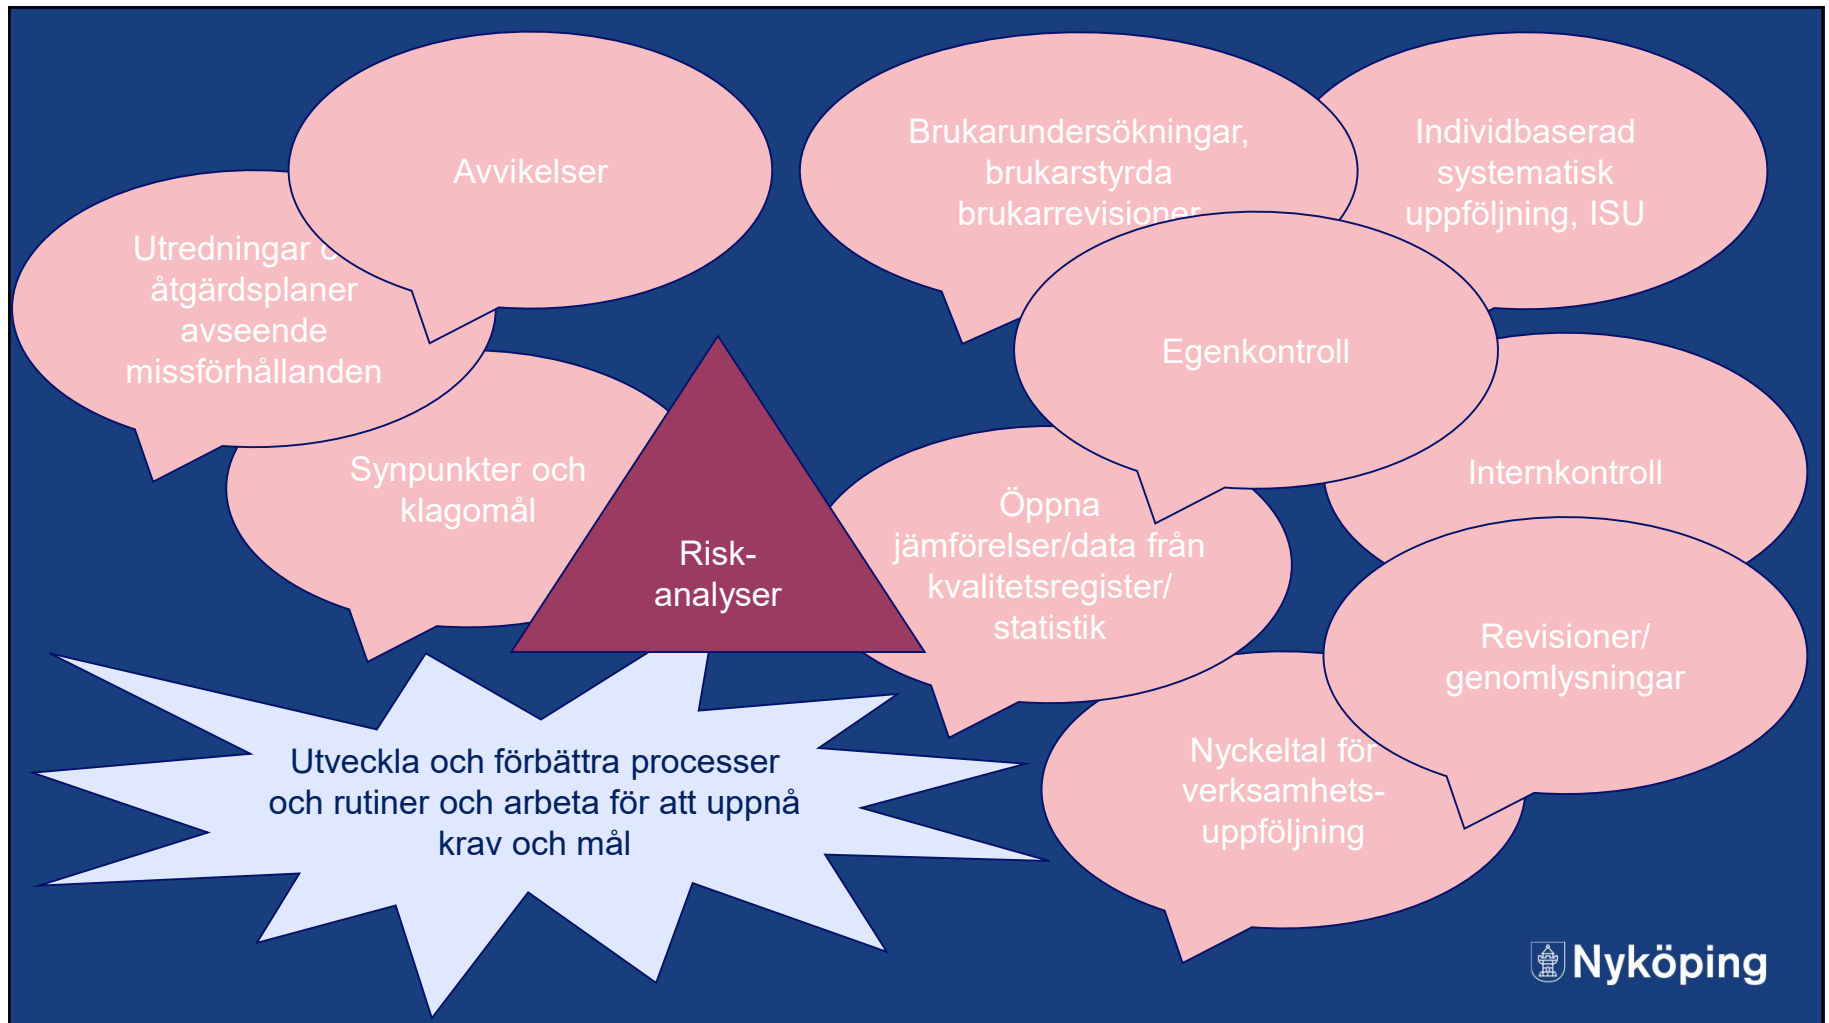 Avvikelser
Brukarundersökningar,
brukarstyrda
brukarrevisioner
Individbaserad
systematisk
uppföljning, ISU
Utredningar
åtgärdsplaner
avseende
missförhållanden
Egenkontroll
Synpunkter och
klagomål
Internkontroll
Risk-
analyser
Öppna
jämförelser/data från
kvalitetsregister/
statistik
Revisioner/
genomlysningar
Utveckla och förbättra processer
och rutiner och arbeta för att uppnå
krav och mål
Nyckeltal för
verksamhets-
uppföljning
Nyköping